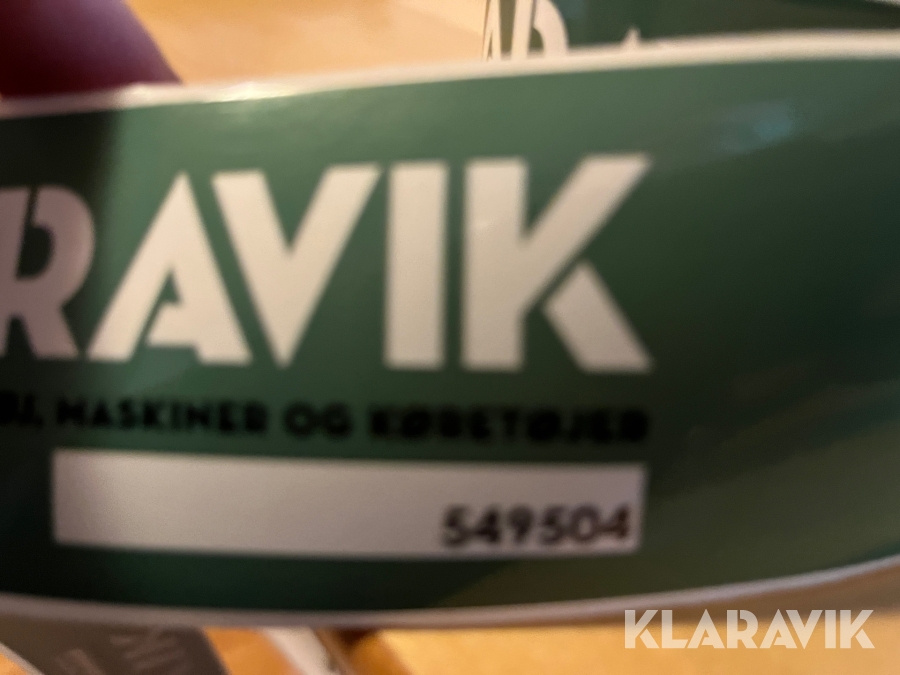 RAVIK
MASKINER OG KØRETØJER
549504
KLARAVIK